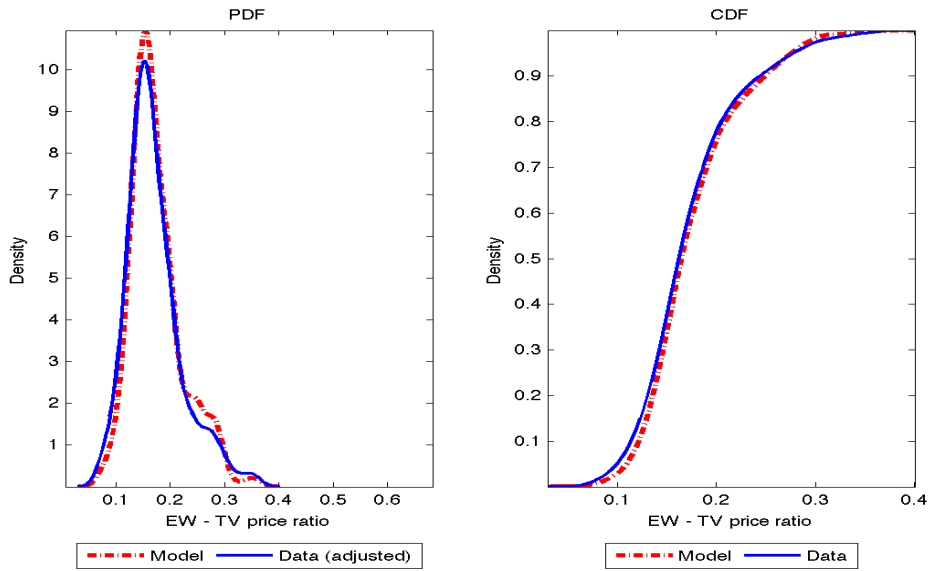 PDF
10
9
8
7
6
5
4
3
2
1
Density
0.1 0.2 0.3 0.4 0.5 0.6
EW - TV price ratio
Model Data (adjusted)
CDF
0.9
0.8
0.7
0.6
0.5
0.4
0.3
0.2
0.1
Density
0.1 0.2 0.3 0.4
EW - TV price ratio
Model Data